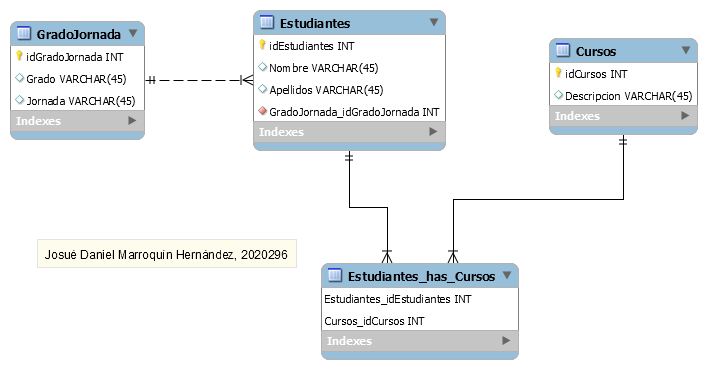 GradoJornada
idGradoJornada INT
Grado VARCHAR(45)
Jornada VARCHAR(45)
Indexes
Estudiantes
idEstudiantes INT
Nombre VARCHAR(45)
Apellidos VARCHAR(45)
GradoJornada_idGradoJornada INT
Indexes
Cursos
idCursos INT
Descripcion VARCHAR(45)
Indexes
Josué Daniel Marroquín Hernández, 2020296
Estudiantes_has_Cursos
Estudiantes_idEstudiantes INT
Cursos_idCursos INT
Indexes